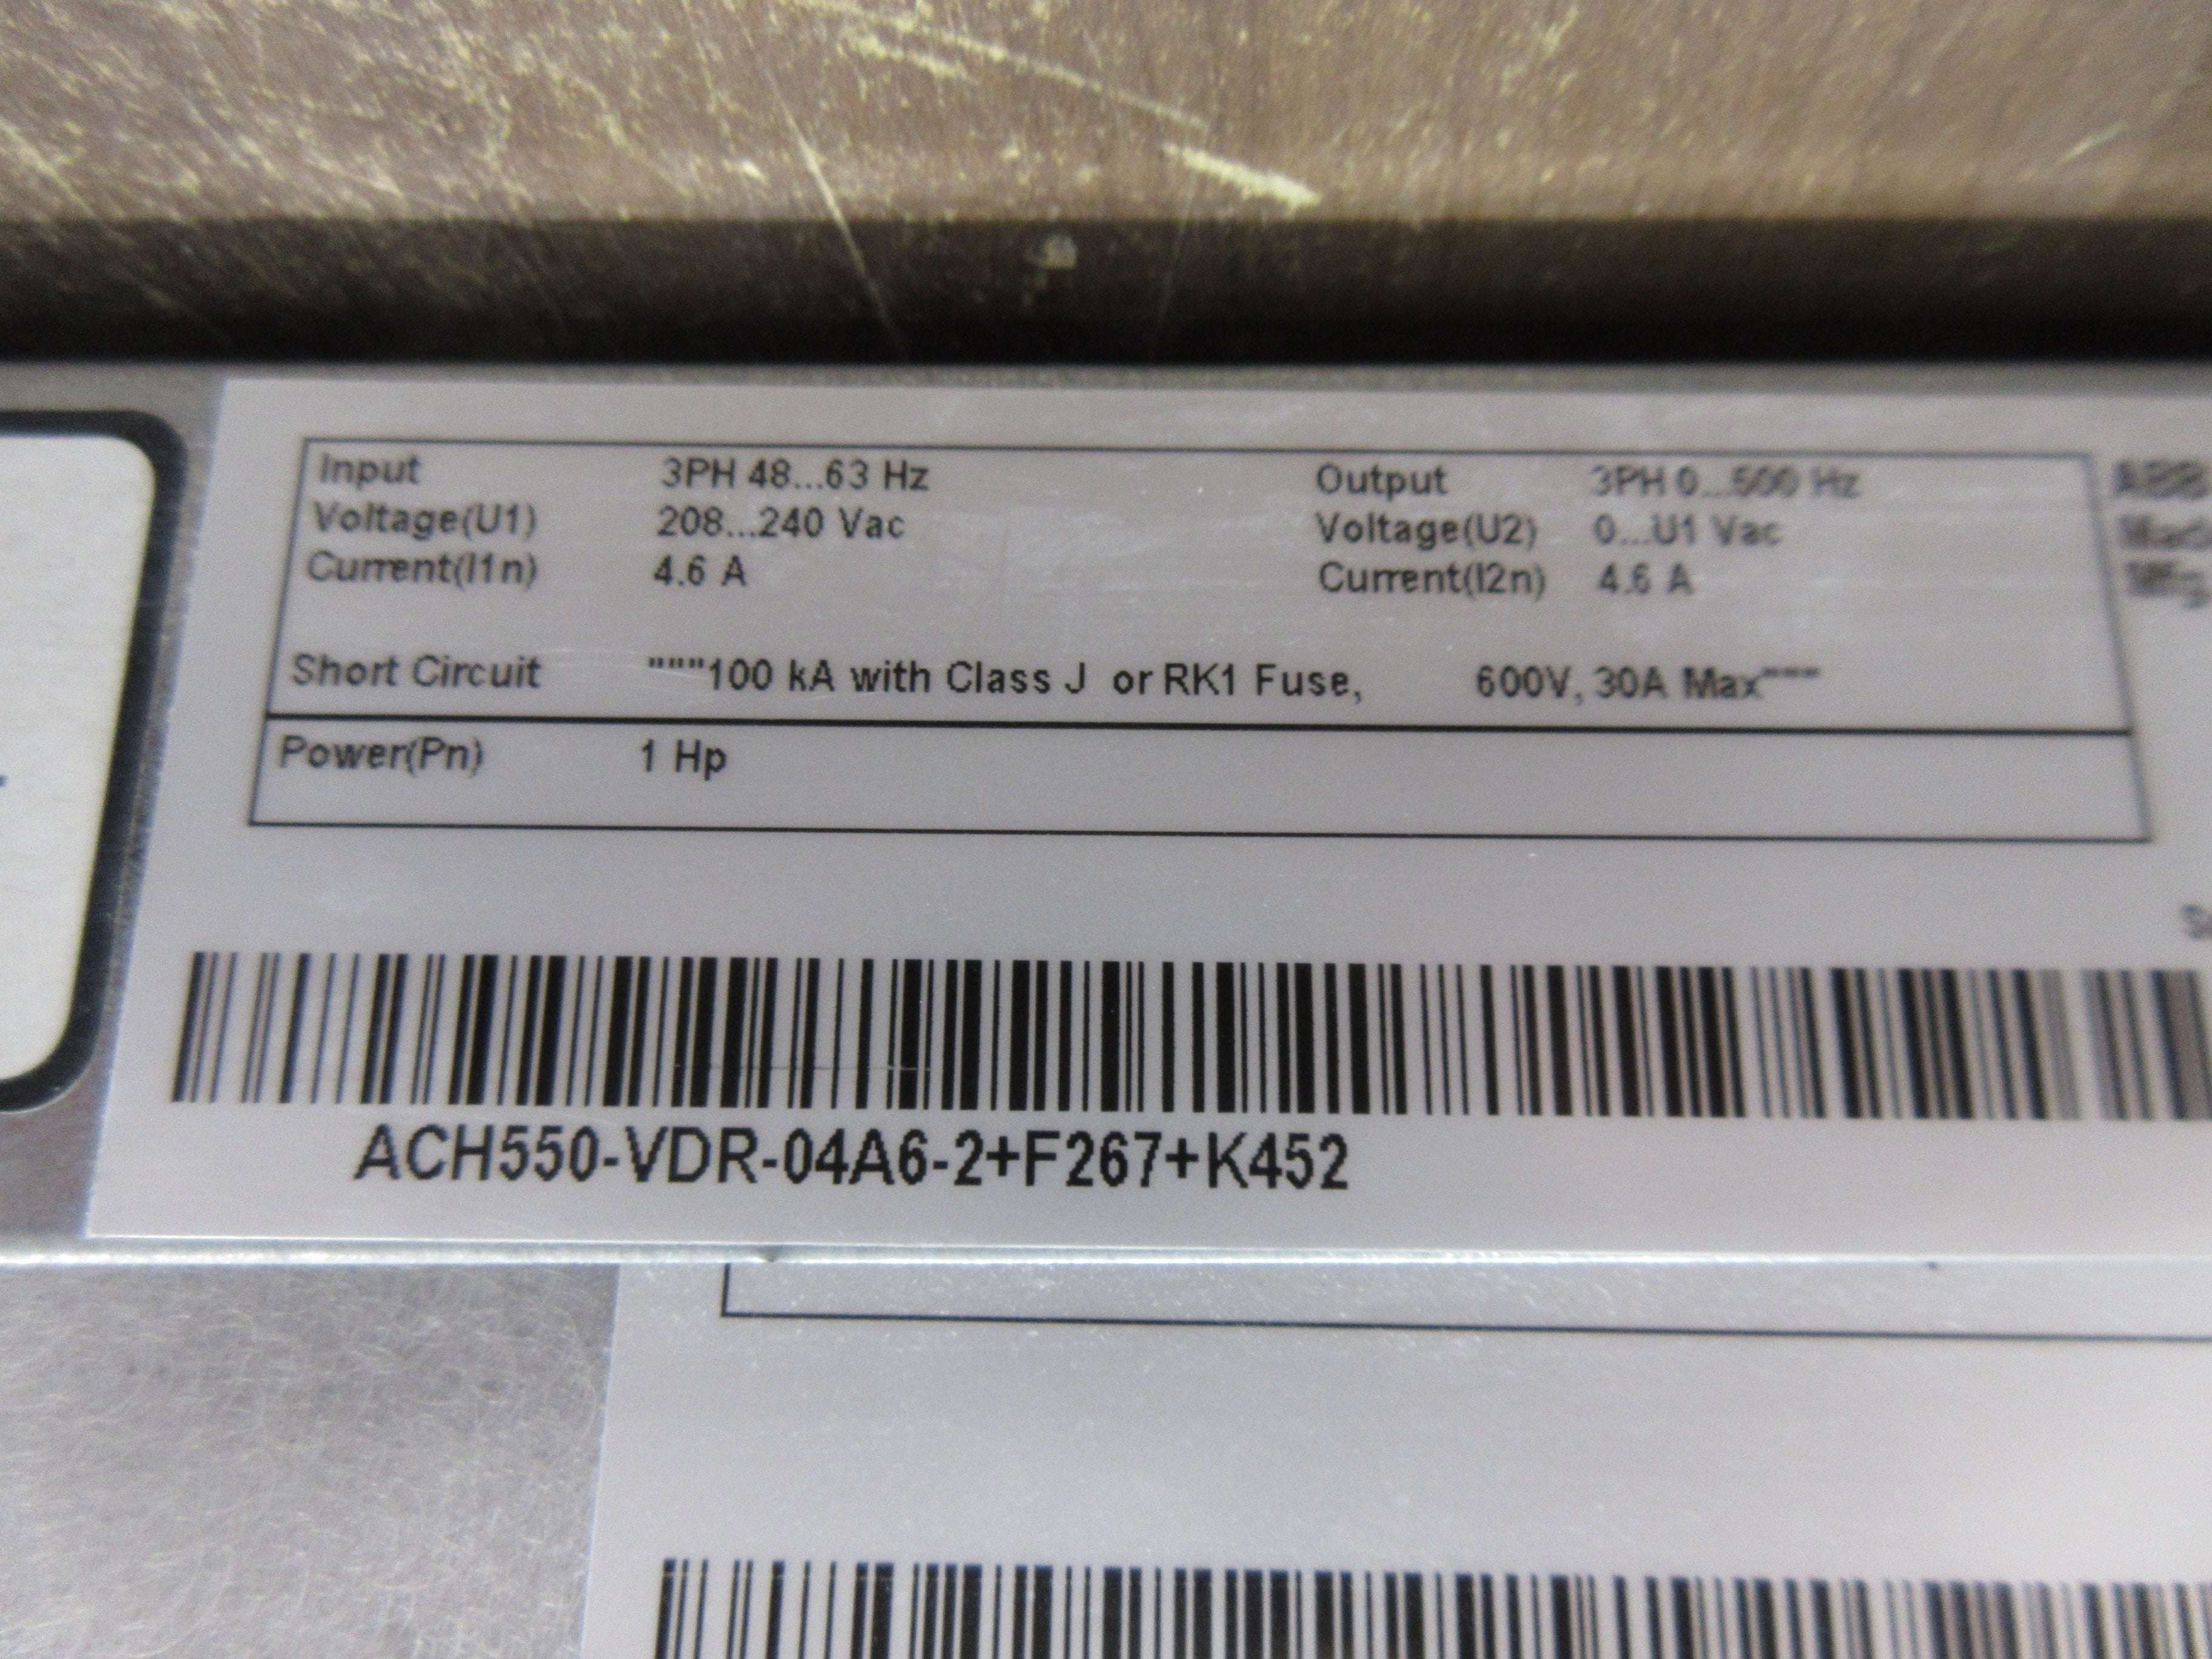 Input 3PH 48...63 Hz Output 3PH 0...500 Hz
Voltage(U1) 208...240 Vac Voltage(U2) 0...U1 Vac
Current(I1n) 4.6 A Current(I2n) 4.6 A
Short Circuit """100 kA with Class J or RK1 Fuse, 600V, 30A Max"""
Power(Pn) 1 Hp
ACH550-VDR-04A6-2+F267+K452